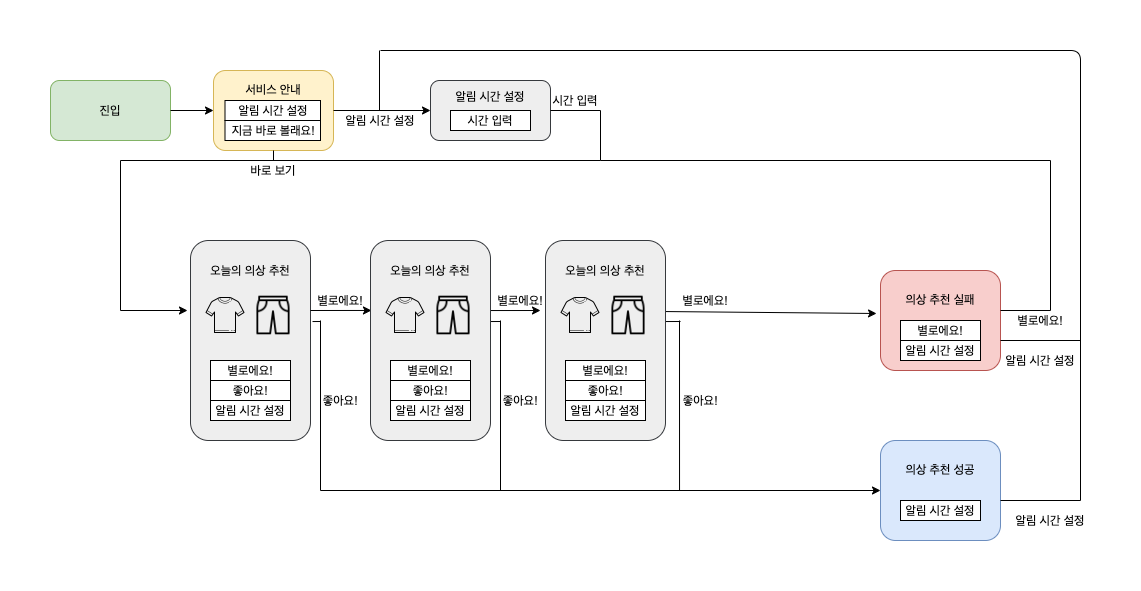 진입
서비스 안내
알림 시간 설정
지금 바로 볼래요!
알림 시간 설정
알림 시간 설정
시간 입력
시간 입력
바로 보기
오늘의 의상 추천
별로에요!
좋아요!
알림 시간 설정
별로에요!
좋아요!
오늘의 의상 추천
별로에요!
좋아요!
알림 시간 설정
별로에요!
좋아요!
오늘의 의상 추천
별로에요!
좋아요!
알림 시간 설정
별로에요!
좋아요!
의상 추천 실패
별로에요!
알림 시간 설정
별로에요!
알림 시간 설정
의상 추천 성공
알림 시간 설정
알림 시간 설정